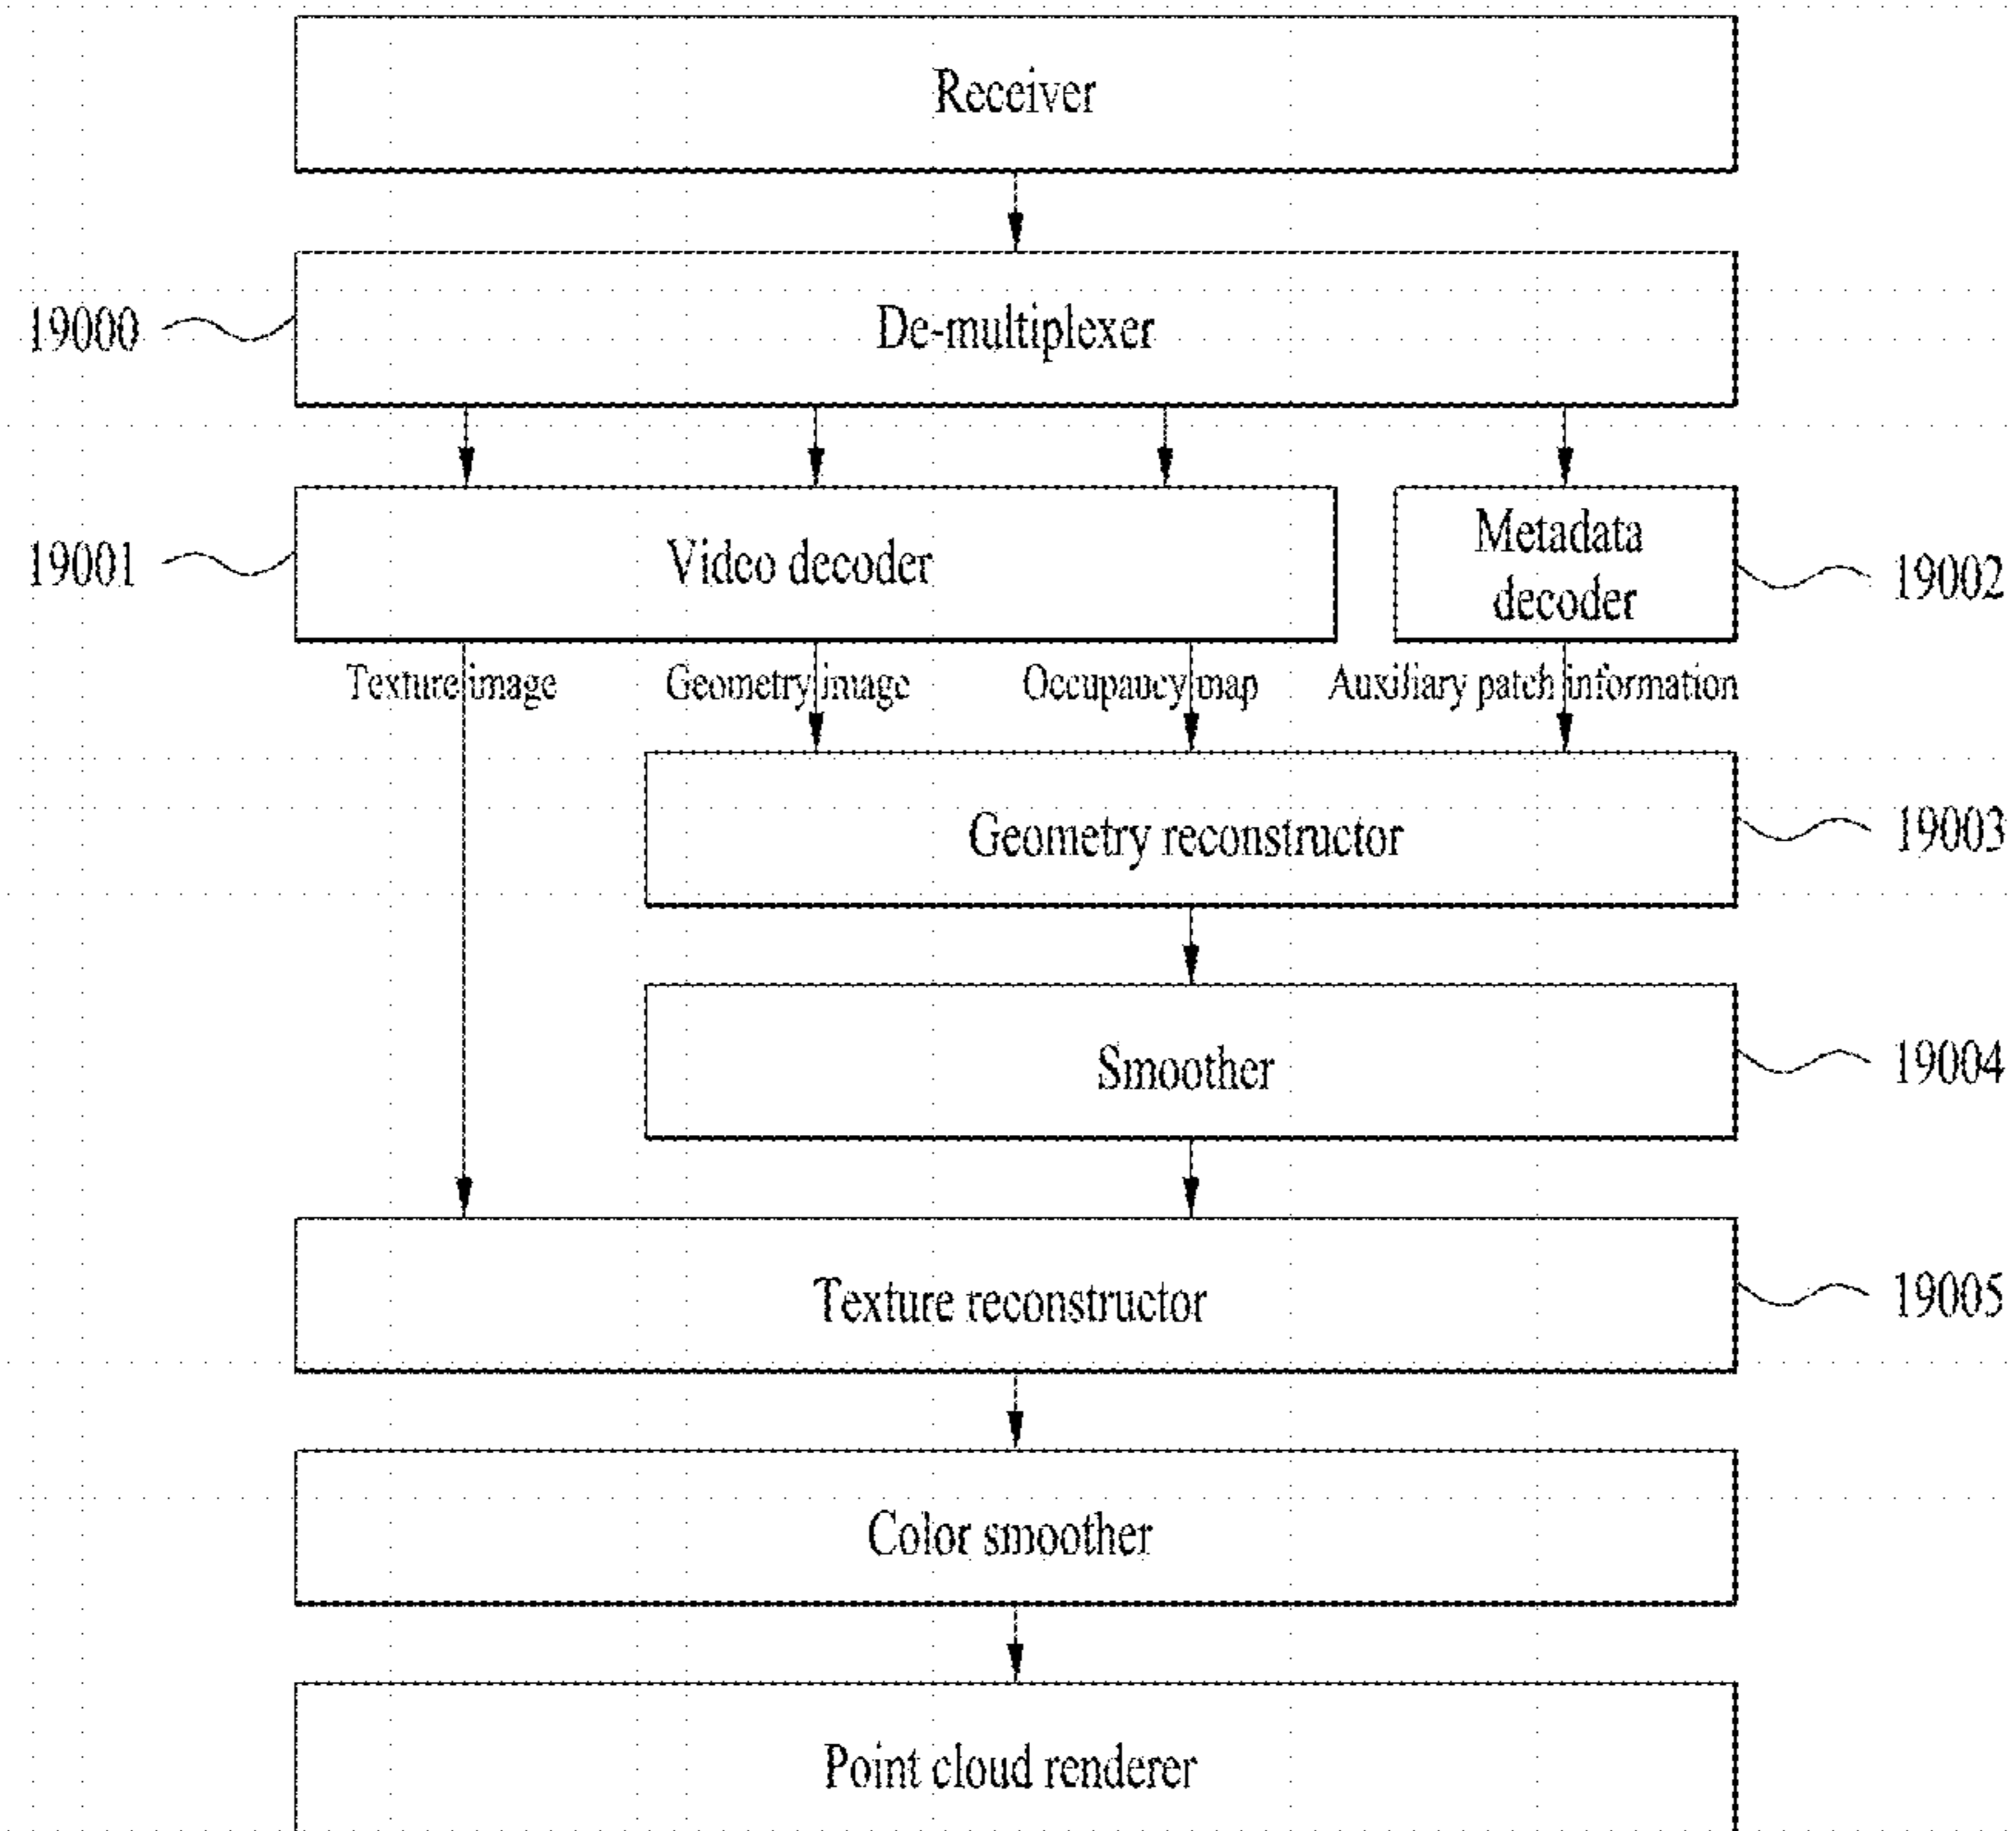 Receiver
19000
De-multiplexer
19001
Video decoder
Metadata
decoder
19002
Texture image
Geometry image
Occupaucy map
Auxiliary patch information
Geometry reconstructor
19003
Smoother
19004
Texture reconstructor
19005
Color smoother
Point cloud renderer